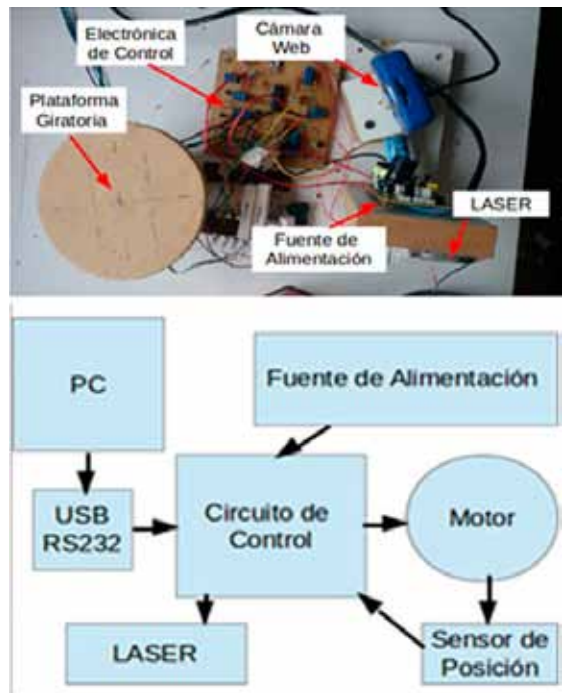 Electrónica
de Control
Cámara
Web
Plataforma
Giratoria
LASER
Fuente de
Alimentación
PC
Fuente de Alimentación
USB
RS232
Circuito de
Control
Motor
LASER
Sensor de
Posición